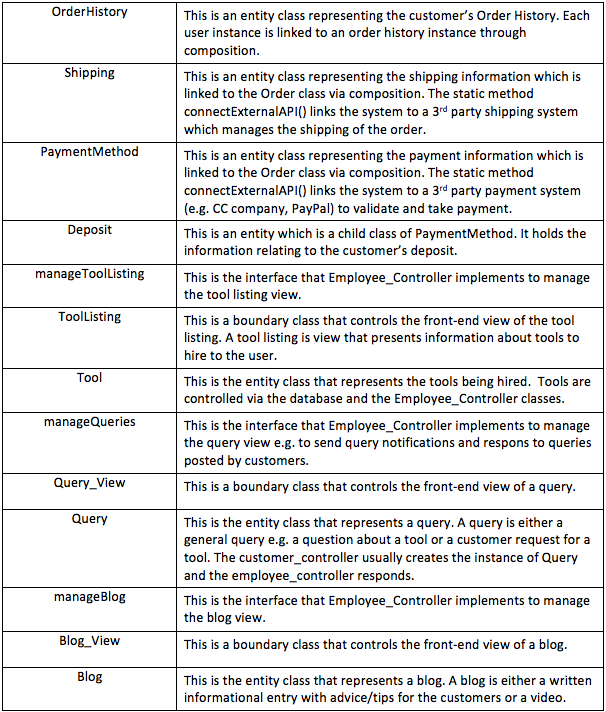 OrderHistory
This is an entity class representing the customer's Order History. Each
user instance is linked to an order history instance through
composition.
Shipping
This is an entity class representing the shipping information which is
linked to the Order class via composition. The static method
connectExternalAPI() links the system to a 3rd party shipping system
which manages the shipping of the order.
PaymentMethod
This is an entity class representing the payment information which is
linked to the Order class via composition. The static method
connectExternalAPI() links the system to a 3rd party payment system
(e.g. CC company, PayPal) to validate and take payment.
Deposit
This is an entity which is a child class of PaymentMethod. It holds the
information relating to the customer's deposit.
manageToolListing
This is the interface that Employee_Controller implements to manage
the tool listing view.
ToolListing
This is a boundary class that controls the front-end view of the tool
listing. A tool listing is view that presents information about tools to
hire to the user.
Tool
This is the entity class that represents the tools being hired.  Tools are
controlled via the database and the Employee_Controller classes.
manageQueries
This is the interface that Employee_Controller implements to manage
the query view e.g. to send query notifications and respons to queries
posted by customers.
Query_View
This is a boundary class that controls the front-end view of a query.
Query
This is the entity class that represents a query. A query is either a
general query e.g. a question about a tool or a customer request for a
tool. The customer_controller usually creates the instance of Query
and the employee_controller responds.
manageBlog
This is the interface that Employee_Controller implements to manage
the blog view.
Blog_View
This is a boundary class that controls the front-end view of a blog.
Blog
This is the entity class that represents a blog. A blog is either a written
informational entry with advice/tips for the customers or a video.